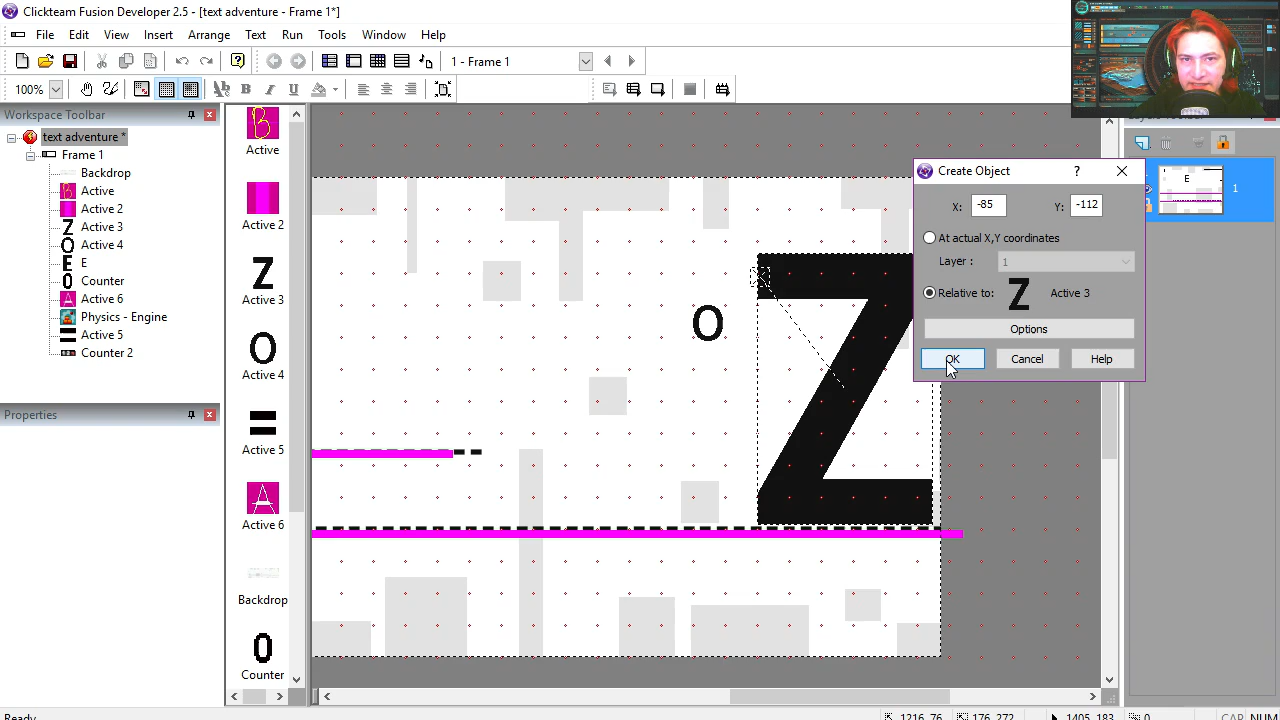 Clickteam Fusion Developer 2.5 - [text adventure - Frame 1*]
File Edit View Insert Arrange Text Run Tools
1 - Frame 1
100%
B I U
Workspace Toolbar
text adventure *
Frame 1
Backdrop
Active
Active 2
Active 3
Active 4
E
Counter
Active 6
Physics - Engine
Active 5
Counter 2
Properties
Active
Active 2
Z
Active 3
O
Active 4
Active 5
A
Active 6
Backdrop
0
Counter
O
Z
Create Object
?
X: -85 Y: -112
At actual X,Y coordinates
Layer : 1
Relative to: Z Active 3
Options
OK Cancel Help
E
1
Ready
1216,76 176,272 1405,183 0 CAP NUM